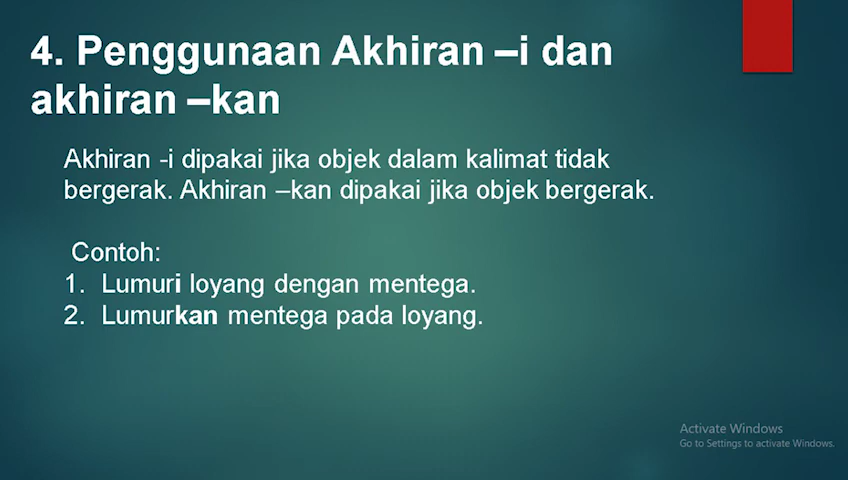 4. Penggunaan Akhiran –i dan
akhiran –kan
Akhiran -i dipakai jika objek dalam kalimat tidak
bergerak. Akhiran –kan dipakai jika objek bergerak.
Contoh:
1. Lumuri loyang dengan mentega.
2. Lumurkan mentega pada loyang.
Activate Windows
Go to Settings to activate Windows.